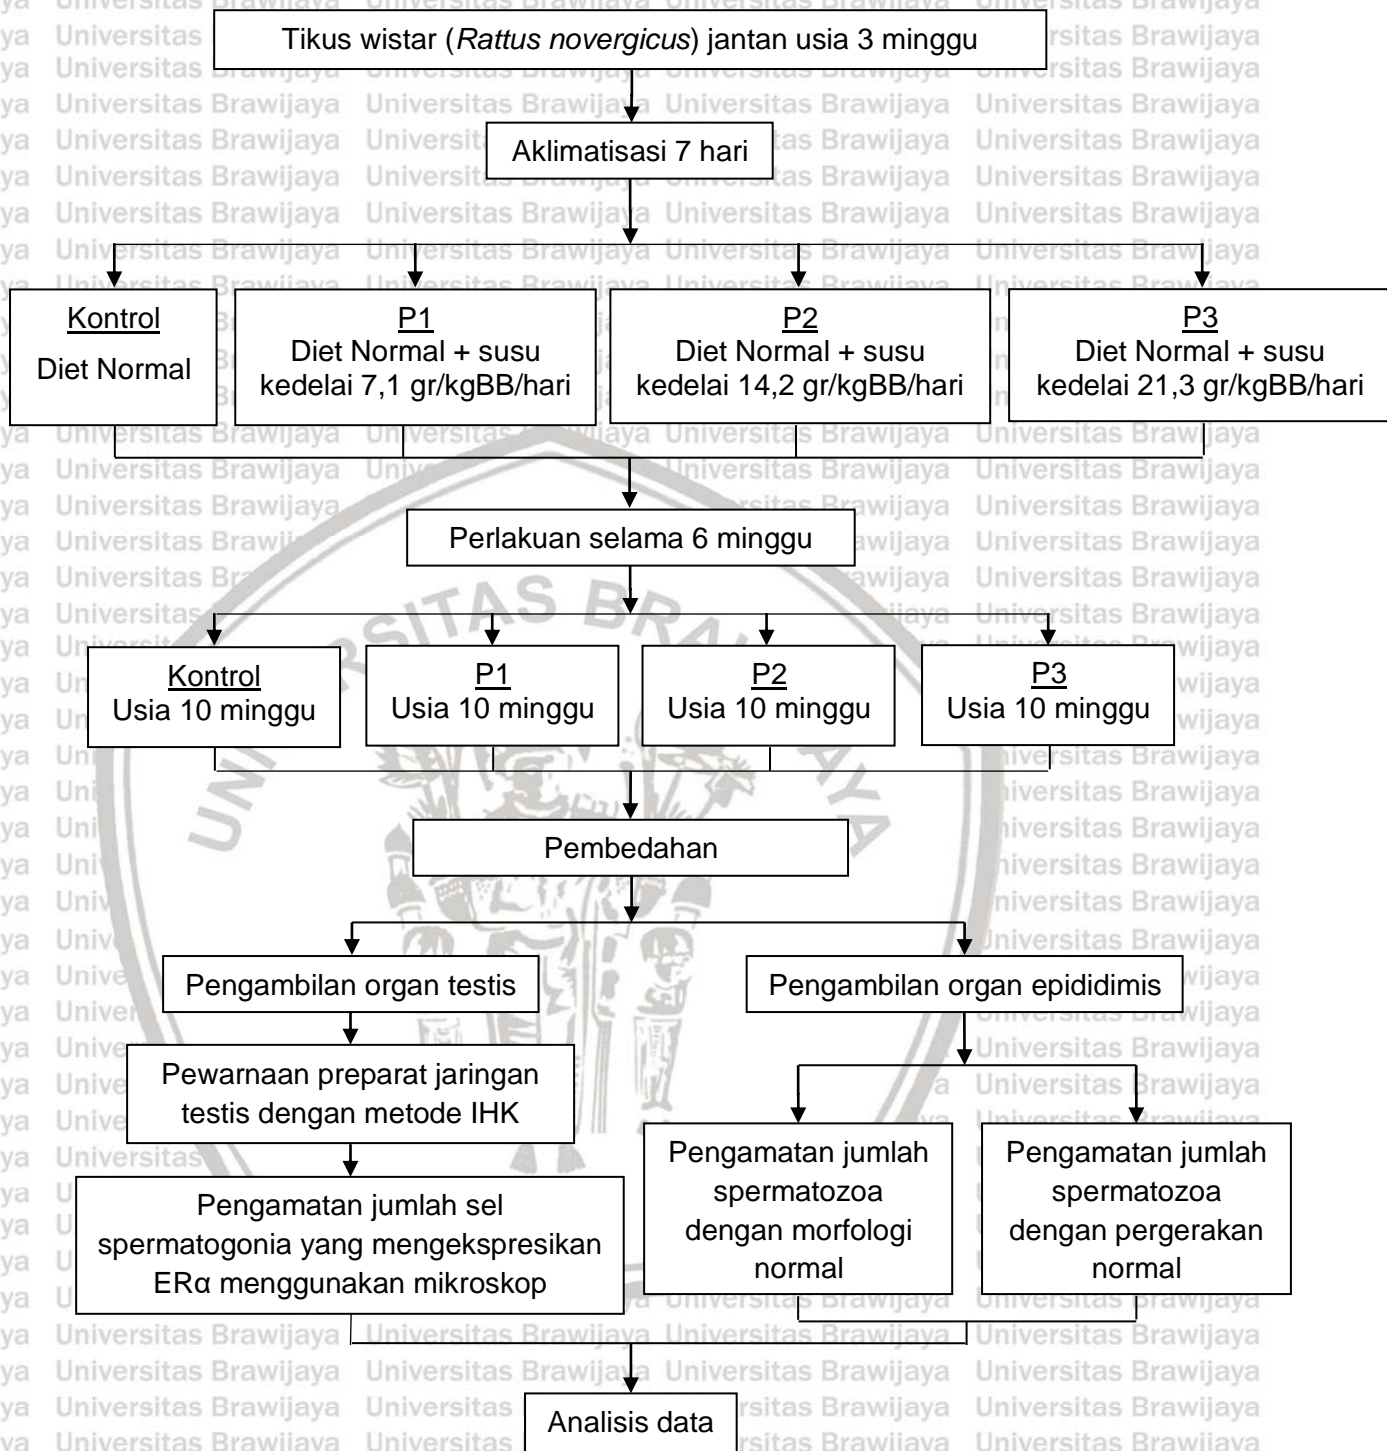 Tikus wistar (Rattus novergicus) jantan usia 3 minggu
Aklimatisasi 7 hari
Kontrol
Diet Normal
P1
Diet Normal + susu
kedelai 7,1 gr/kgBB/hari
P2
Diet Normal + susu
kedelai 14,2 gr/kgBB/hari
P3
Diet Normal + susu
kedelai 21,3 gr/kgBB/hari
Perlakuan selama 6 minggu
Kontrol
Usia 10 minggu
P1
Usia 10 minggu
P2
Usia 10 minggu
P3
Usia 10 minggu
Pembedahan
Pengambilan organ testis
Pengambilan organ epididimis
Pewarnaan preparat jaringan
testis dengan metode IHK
Pengamatan jumlah sel
spermatogonia yang mengekspresikan
ERα menggunakan mikroskop
Pengamatan jumlah
spermatozoa
dengan morfologi
normal
Pengamatan jumlah
spermatozoa
dengan pergerakan
normal
Analisis data